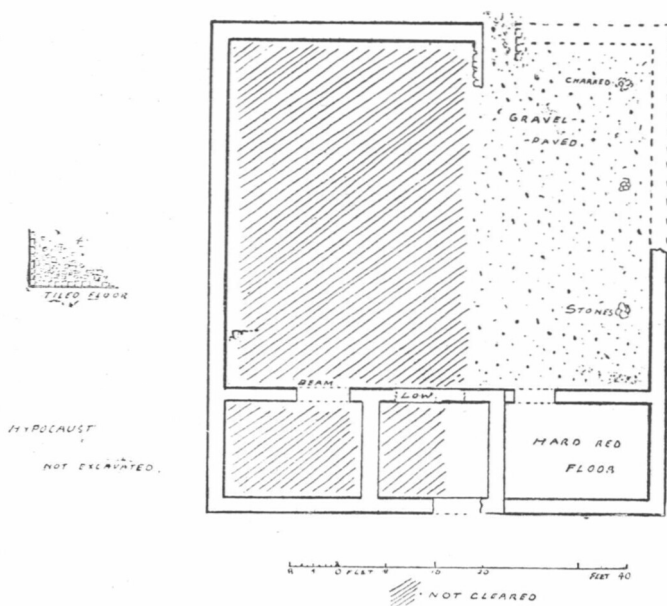 CHARRED
GRAVEL-
-PAVED
TILED FLOOR
STONES
BEAM
LOW
HYPOCAUST
NOT EXCAVATED.
HARD RED
FLOOR
0 FEET
10
20
FEET 40
NOT CLEARED